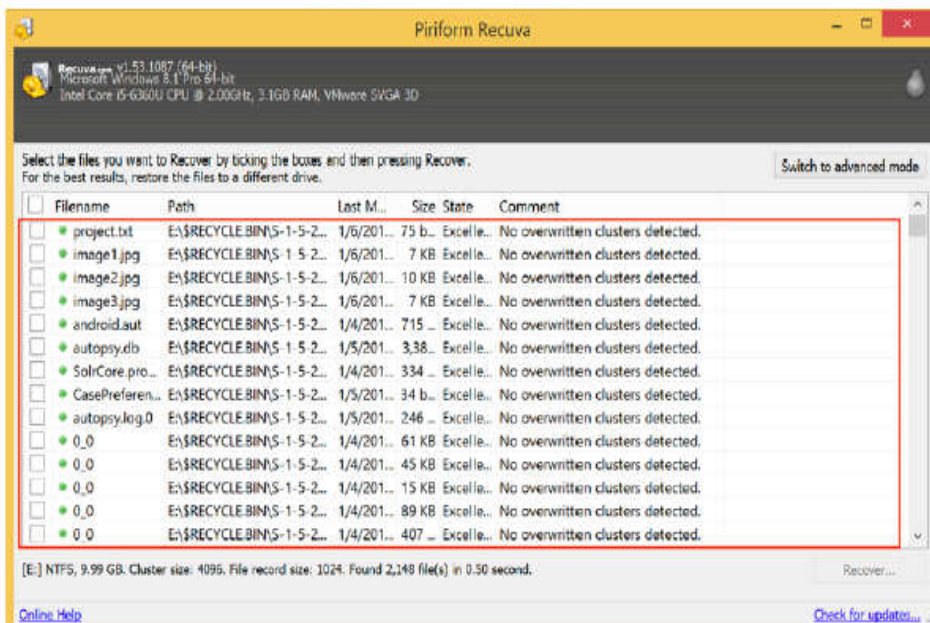 Piriform Recuva
Recuva.exe v1.53.1087 (64-bit)
Microsoft Windows 8.1 Pro 64-bit
Intel Core i5-6360U CPU @ 2.00GHz, 3.1GB RAM, VMware SVGA 3D
Select the files you want to Recover by ticking the boxes and then pressing Recover.
For the best results, restore the files to a different drive.
Switch to advanced mode
Filename Path Last M... Size State Comment
project.txt E:\$RECYCLE.BIN\S-1-5-2... 1/6/201... 75 b... Excelle... No overwritten clusters detected.
image1.jpg E:\$RECYCLE.BIN\S-1-5-2... 1/6/201... 7 KB Excelle... No overwritten clusters detected.
image2.jpg E:\$RECYCLE.BIN\S-1-5-2... 1/6/201... 10 KB Excelle... No overwritten clusters detected.
image3.jpg E:\$RECYCLE.BIN\S-1-5-2... 1/6/201... 7 KB Excelle... No overwritten clusters detected.
android.aut E:\$RECYCLE.BIN\S-1-5-2... 1/4/201... 715 ... Excelle... No overwritten clusters detected.
autopsy.db E:\$RECYCLE.BIN\S-1-5-2... 1/5/201... 3,38... Excelle... No overwritten clusters detected.
SolrCore.pro... E:\$RECYCLE.BIN\S-1-5-2... 1/4/201... 334 ... Excelle... No overwritten clusters detected.
CasePreferen... E:\$RECYCLE.BIN\S-1-5-2... 1/5/201... 34 b... Excelle... No overwritten clusters detected.
autopsy.log.0 E:\$RECYCLE.BIN\S-1-5-2... 1/5/201... 246 ... Excelle... No overwritten clusters detected.
0_0 E:\$RECYCLE.BIN\S-1-5-2... 1/4/201... 61 KB Excelle... No overwritten clusters detected.
0_0 E:\$RECYCLE.BIN\S-1-5-2... 1/4/201... 45 KB Excelle... No overwritten clusters detected.
0_0 E:\$RECYCLE.BIN\S-1-5-2... 1/4/201... 15 KB Excelle... No overwritten clusters detected.
0_0 E:\$RECYCLE.BIN\S-1-5-2... 1/4/201... 89 KB Excelle... No overwritten clusters detected.
0_0 E:\$RECYCLE.BIN\S-1-5-2... 1/4/201... 407 ... Excelle... No overwritten clusters detected.
[E:] NTFS, 9.99 GB. Cluster size: 4096. File record size: 1024. Found 2,148 file(s) in 0.50 second.
Recover...
Online Help
Check for updates...